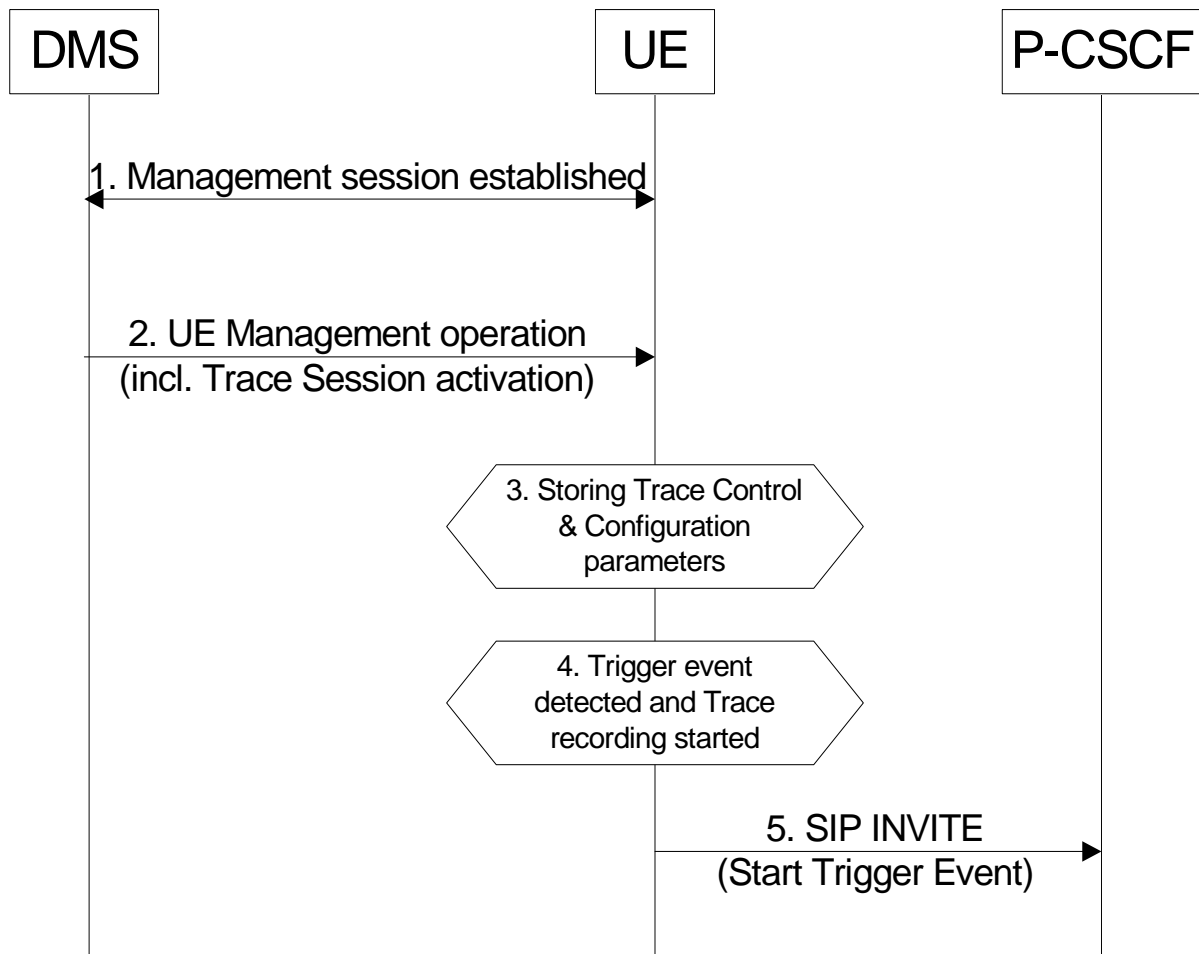 DMS
UE
P-CSCF
1. Management session established
2. UE Management operation
(incl. Trace Session activation)
3. Storing Trace Control
& Configuration
parameters
4. Trigger event
detected and Trace
recording started
5. SIP INVITE
(Start Trigger Event)